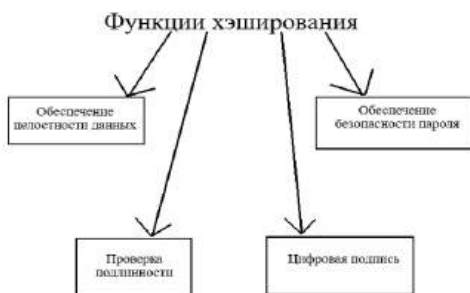 Функции хэширования
Обеспечение
целостности данных
Обеспечение
безопасности пароля
Проверка
подлинности
Цифровая подпись